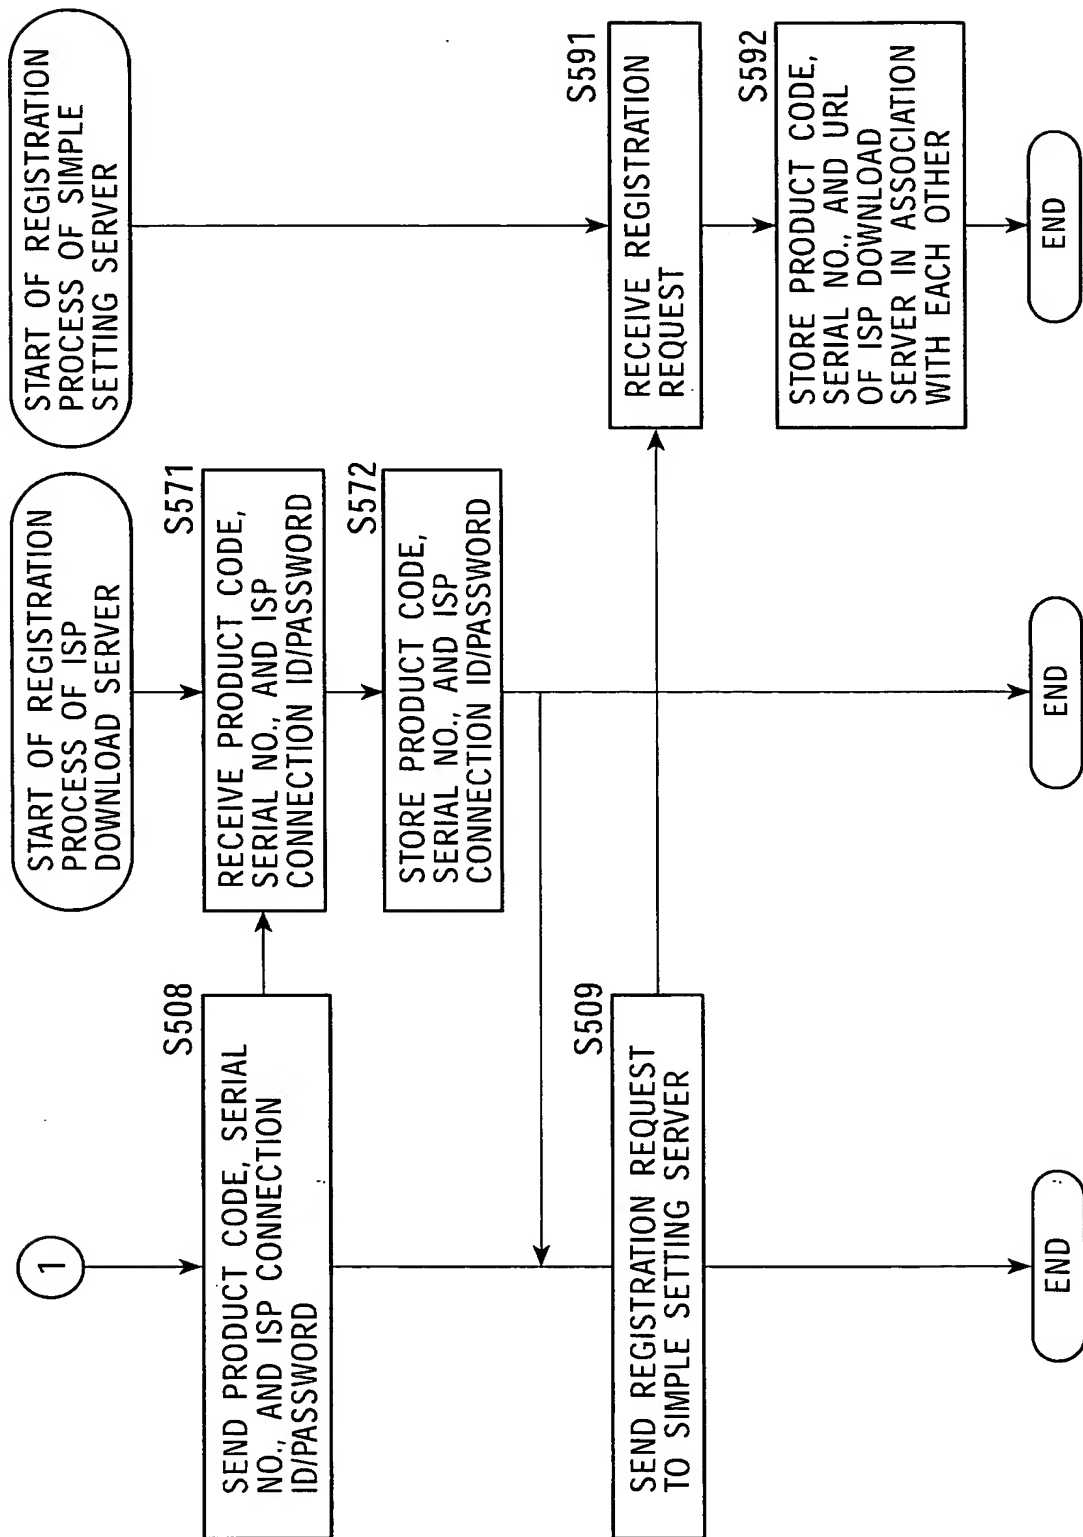 1
S508
SEND PRODUCT CODE, SERIAL
NO., AND ISP CONNECTION
ID/PASSWORD
S509
SEND REGISTRATION REQUEST
TO SIMPLE SETTING SERVER
END
START OF REGISTRATION
PROCESS OF ISP
DOWNLOAD SERVER
S571
RECEIVE PRODUCT CODE,
SERIAL NO., AND ISP
CONNECTION ID/PASSWORD
S572
STORE PRODUCT CODE,
SERIAL NO., AND ISP
CONNECTION ID/PASSWORD
END
START OF REGISTRATION
PROCESS OF SIMPLE
SETTING SERVER
S591
RECEIVE REGISTRATION
REQUEST
S592
STORE PRODUCT CODE,
SERIAL NO., AND URL
OF ISP DOWNLOAD
SERVER IN ASSOCIATION
WITH EACH OTHER
END